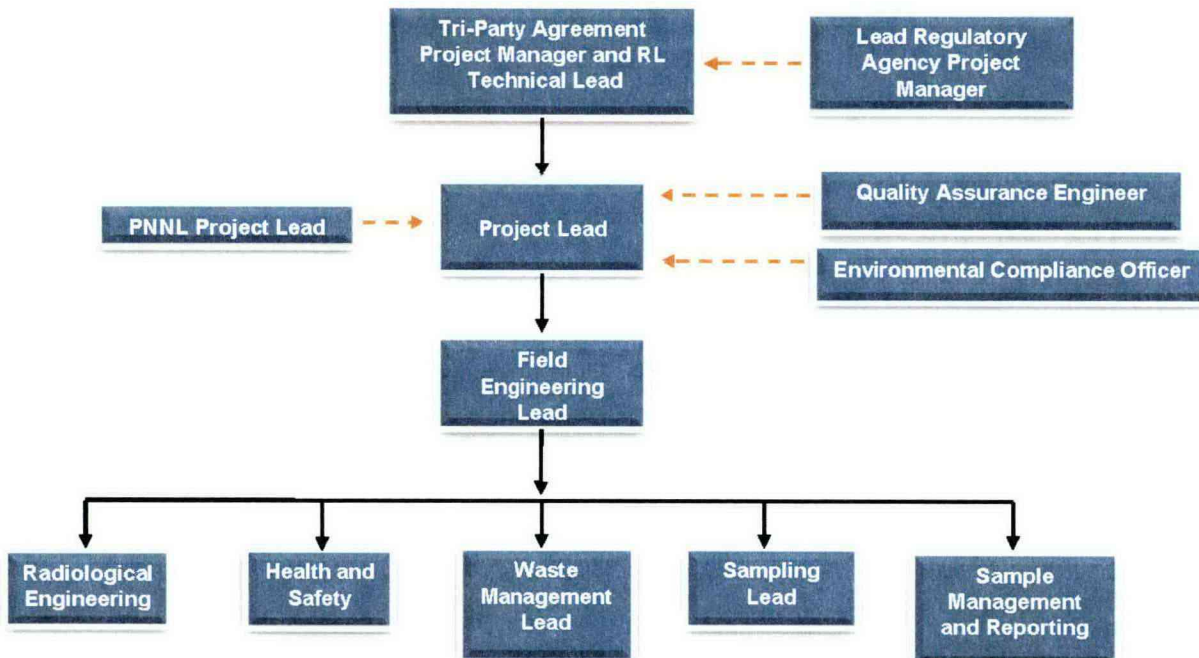 Tri-Party Agreement
Project Manager and RL
Technical Lead
Lead Regulatory
Agency Project
Manager
Quality Assurance Engineer
PNNL Project Lead
Project Lead
Environmental Compliance Officer
Field
Engineering
Lead
Radiological
Engineering
Health and
Safety
Waste
Management
Lead
Sampling
Lead
Sample
Management
and Reporting